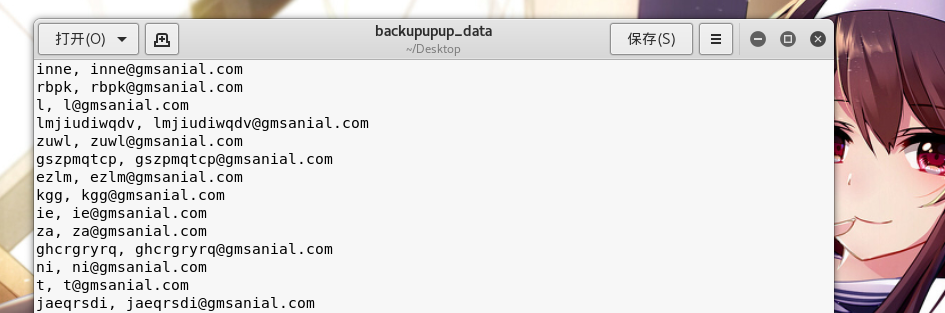 打开(O)
backupupup_data
~/Desktop
保存(S)
inne, inne@gmsanial.com
rbpk, rbpk@gmsanial.com
l, l@gmsanial.com
lmjiudiwqdv, lmjiudiwqdv@gmsanial.com
zuwl, zuwl@gmsanial.com
gszpmqtcp, gszpmqtcp@gmsanial.com
ezlm, ezlm@gmsanial.com
kgg, kgg@gmsanial.com
ie, ie@gmsanial.com
za, za@gmsanial.com
ghcrgryrq, ghcrgryrq@gmsanial.com
ni, ni@gmsanial.com
t, t@gmsanial.com
jaeqrsdi, jaeqrsdi@gmsanial.com